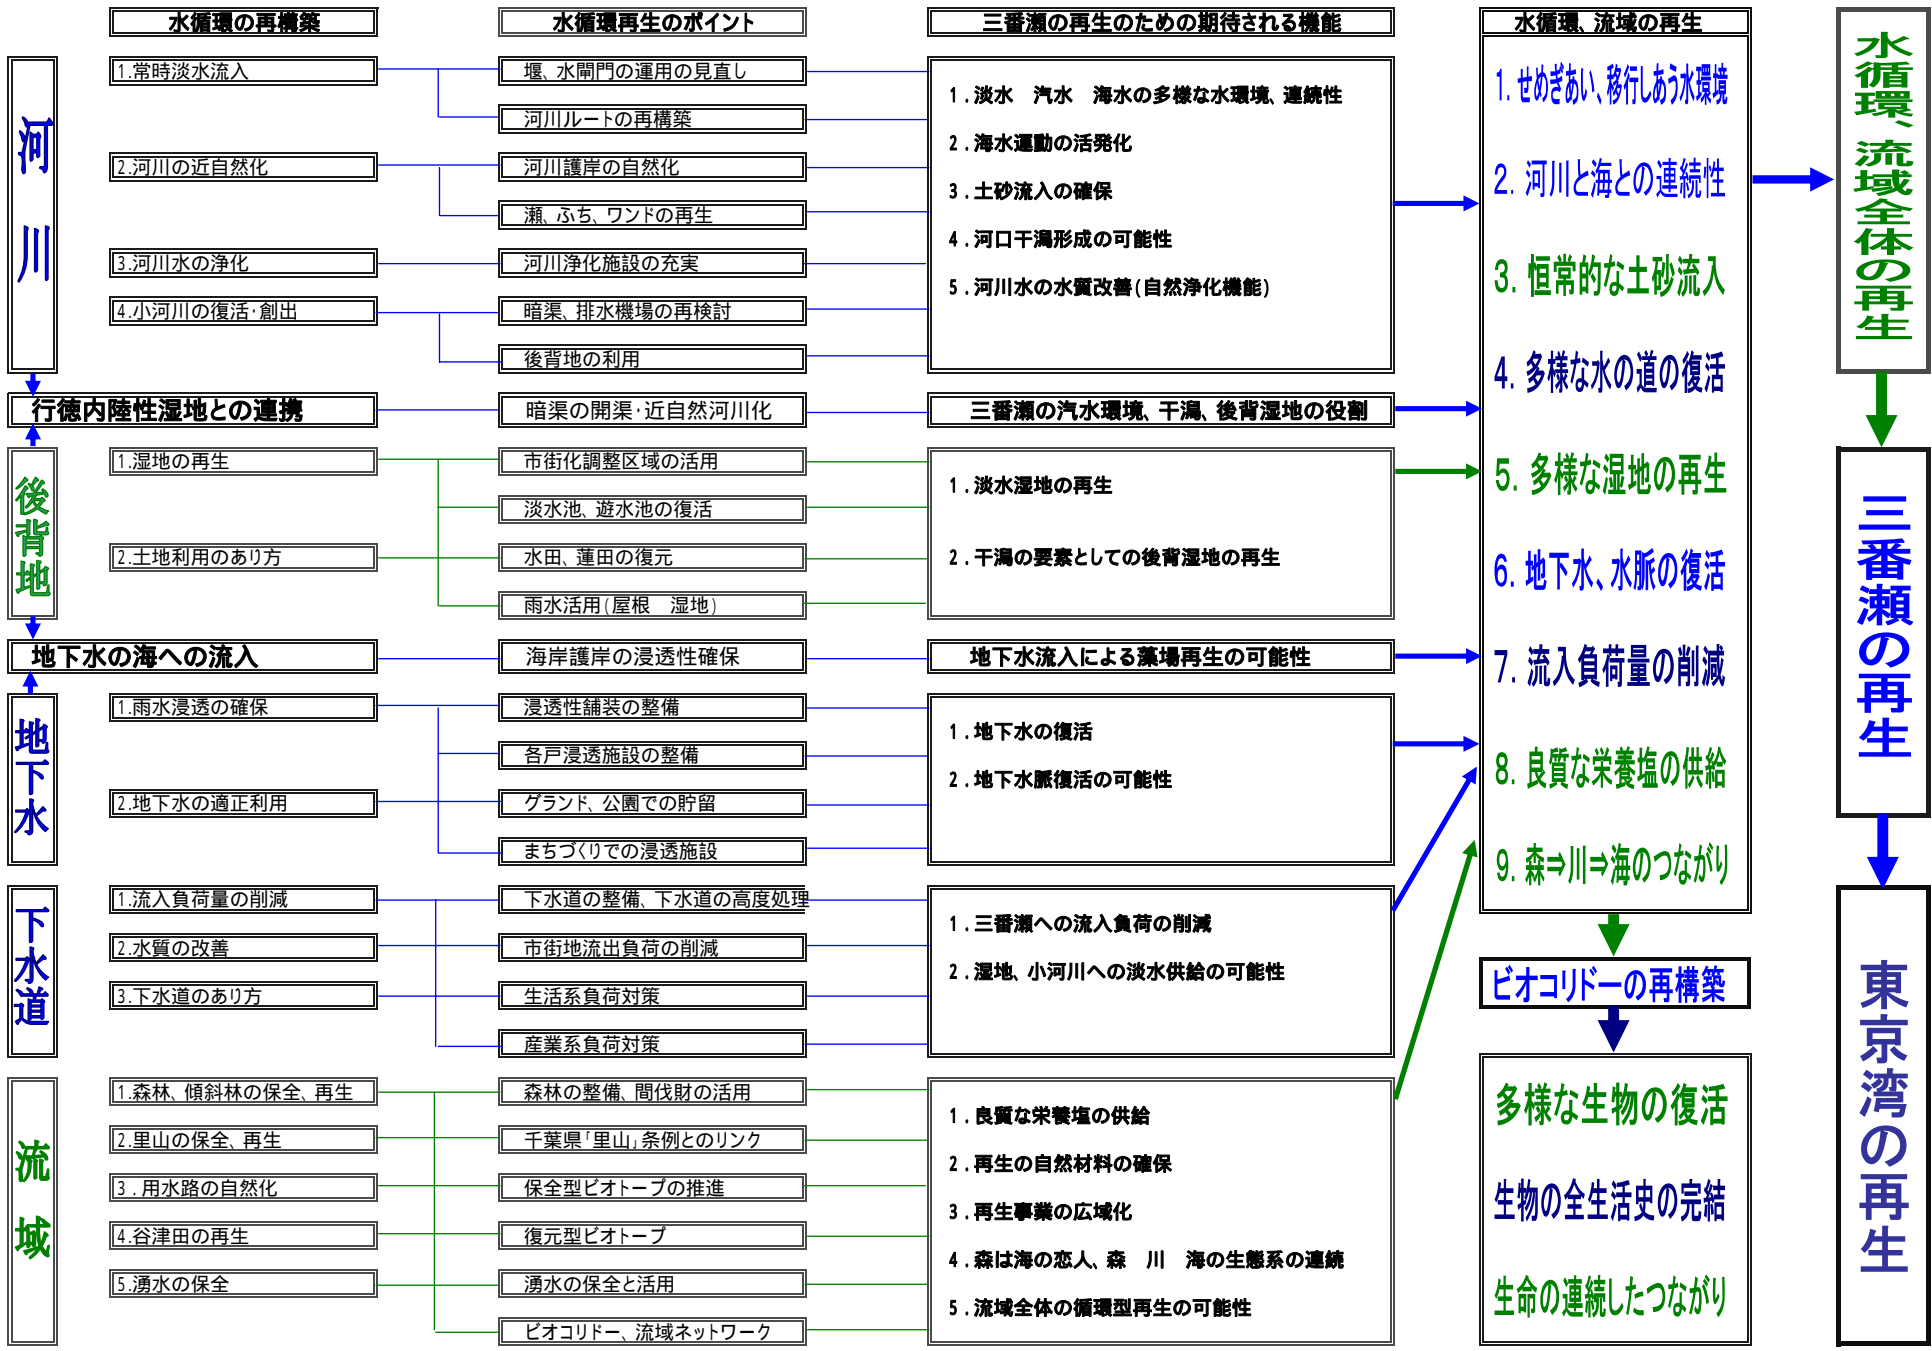 水循環の再構築
水循環再生のポイント
三番瀬の再生のための期待される機能
水循環、流域の再生
河川
1.常時淡水流入
2.河川の近自然化
3.河川水の浄化
4.小河川の復活･創出
堰、水閘門の運用の見直し
河川ルートの再構築
河川護岸の自然化
瀬、ふち、ワンドの再生
河川浄化施設の充実
暗渠、排水機場の再検討
後背地の利用
1.淡水　汽水　海水の多様な水環境、連続性
2.海水運動の活発化
3.土砂流入の確保
4.河口干潟形成の可能性
5.河川水の水質改善(自然浄化機能)
行徳内陸性湿地との連携
暗渠の開渠･近自然河川化
三番瀬の汽水環境、干潟、後背湿地の役割
後背地
1.湿地の再生
2.土地利用のあり方
市街化調整区域の活用
淡水池、遊水池の復活
水田、蓮田の復元
雨水活用(屋根　湿地)
1.淡水湿地の再生
2.干潟の要素としての後背湿地の再生
地下水の海への流入
海岸護岸の浸透性確保
地下水流入による藻場再生の可能性
地下水
1.雨水浸透の確保
2.地下水の適正利用
浸透性舗装の整備
各戸浸透施設の整備
グランド、公園での貯留
まちづくりでの浸透施設
1.地下水の復活
2.地下水脈復活の可能性
下水道
1.流入負荷量の削減
2.水質の改善
3.下水道のあり方
下水道の整備、下水道の高度処理
市街地流出負荷の削減
生活系負荷対策
産業系負荷対策
1.三番瀬への流入負荷の削減
2.湿地、小河川への淡水供給の可能性
流域
1.森林、傾斜林の保全、再生
2.里山の保全、再生
3.用水路の自然化
4.谷津田の再生
5.湧水の保全
森林の整備、間伐財の活用
千葉県｢里山｣条例とのリンク
保全型ビオトープの推進
復元型ビオトープ
湧水の保全と活用
ビオコリドー、流域ネットワーク
1.良質な栄養塩の供給
2.再生の自然材料の確保
3.再生事業の広域化
4.森は海の恋人、森　川　海の生態系の連続
5.流域全体の循環型再生の可能性
1. せめぎあい、移行しあう水環境
2. 河川と海との連続性
3. 恒常的な土砂流入
4. 多様な水の道の復活
5. 多様な湿地の再生
6. 地下水、水脈の復活
7. 流入負荷量の削減
8. 良質な栄養塩の供給
9. 森⇒川⇒海のつながり
ビオコリドーの再構築
多様な生物の復活
生物の全生活史の完結
生命の連続したつながり
水循環、流域全体の再生
三番瀬の再生
東京湾の再生